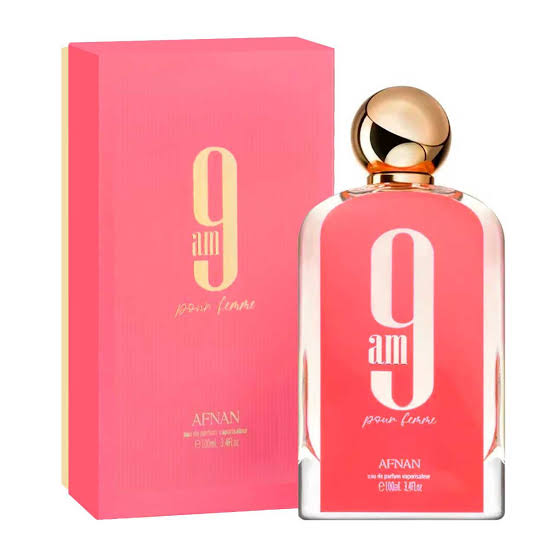 9
am
pour femme
AFNAN
eau de parfum vaporisateur
℮100mL 3.4Fl.oz
9
am
pour femme
AFNAN
eau de parfum vaporisateur
℮100mL 3.4Fl.oz